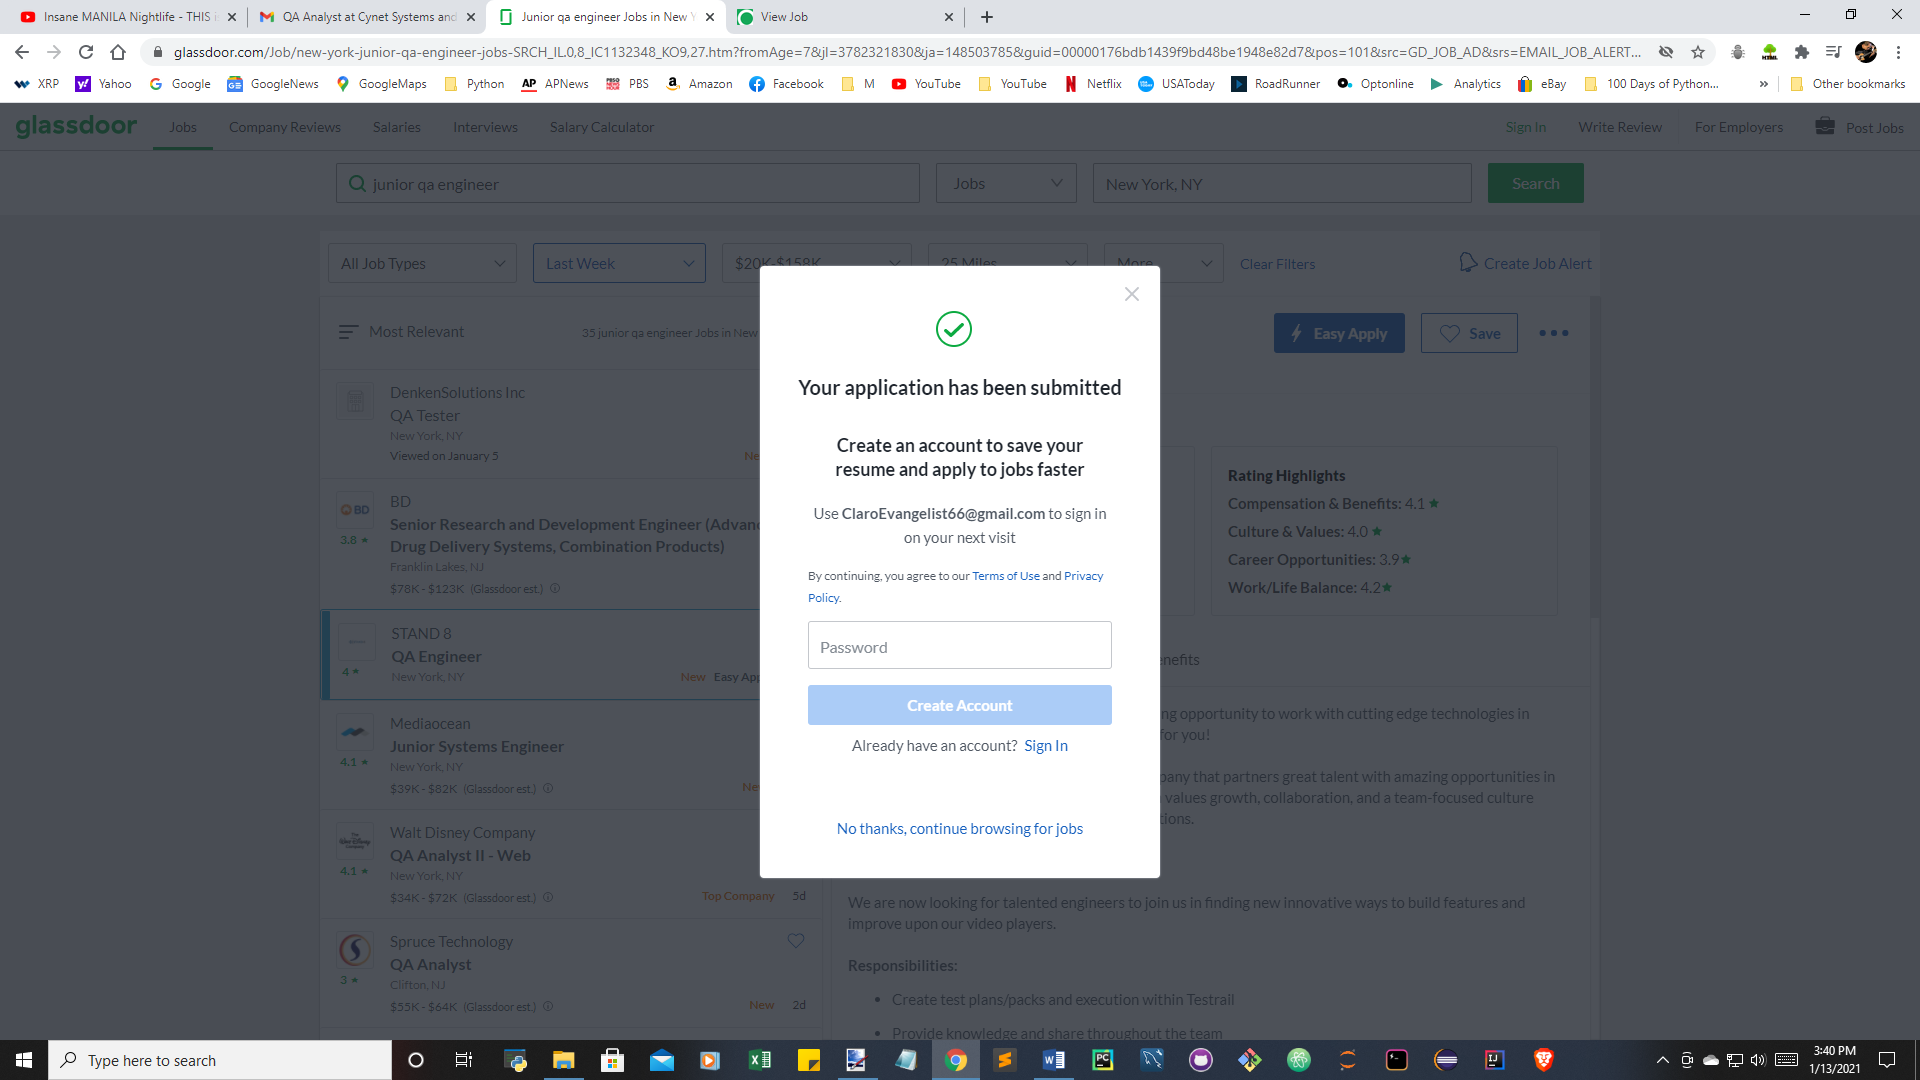 Insane MANILA Nightlife - THIS i
QA Analyst at Cynet Systems and
Junior qa engineer Jobs in New Y
View Job
glassdoor.com/Job/new-york-junior-qa-engineer-jobs-SRCH_IL.0,8_IC1132348_KO9,27.htm?fromAge=7&jl=3782321830&ja=148503785&guid=00000176bdb1439f9bd48be1948e82d7&pos=101&src=GD_JOB_AD&srs=EMAIL_JOB_ALERT...
XRP Yahoo Google GoogleNews GoogleMaps Python APNews PBS Amazon Facebook M YouTube YouTube Netflix USAToday RoadRunner Optonline Analytics eBay 100 Days of Python... » Other bookmarks
glassdoor Jobs Company Reviews Salaries Interviews Salary Calculator Sign In Write Review For Employers Post Jobs
junior qa engineer Jobs New York, NY Search
All Job Types Last Week $20K-$158K 25 Miles More Clear Filters Create Job Alert
Most Relevant 35 junior qa engineer Jobs in New
Easy Apply Save
DenkenSolutions Inc
QA Tester
New York, NY
Viewed on January 5 Ne
BD
Senior Research and Development Engineer (Advan
Drug Delivery Systems, Combination Products)
3.8
Franklin Lakes, NJ
$78K - $123K (Glassdoor est.)
STAND 8
QA Engineer
4
New York, NY
New Easy App
Mediaocean
Junior Systems Engineer
4.1
New York, NY
$39K - $82K (Glassdoor est.) Ne
Walt Disney Company
QA Analyst II - Web
4.1
New York, NY
$34K - $72K (Glassdoor est.) Top Company 5d
Spruce Technology
QA Analyst
3
Clifton, NJ
$55K - $64K (Glassdoor est.) New 2d
Your application has been submitted
Create an account to save your
resume and apply to jobs faster
Use ClaroEvangelist66@gmail.com to sign in
on your next visit
By continuing, you agree to our Terms of Use and Privacy
Policy.
Password
Create Account
Already have an account? Sign In
No thanks, continue browsing for jobs
Rating Highlights
Compensation & Benefits: 4.1
Culture & Values: 4.0
Career Opportunities: 3.9
Work/Life Balance: 4.2
enefits
ng opportunity to work with cutting edge technologies in
for you!
pany that partners great talent with amazing opportunities in
values growth, collaboration, and a team-focused culture
tions.
We are now looking for talented engineers to join us in finding new innovative ways to build features and
improve upon our video players.
Responsibilities:
• Create test plans/packs and execution within Testrail
• Provide knowledge and share throughout the team
Type here to search
3:40 PM
1/13/2021